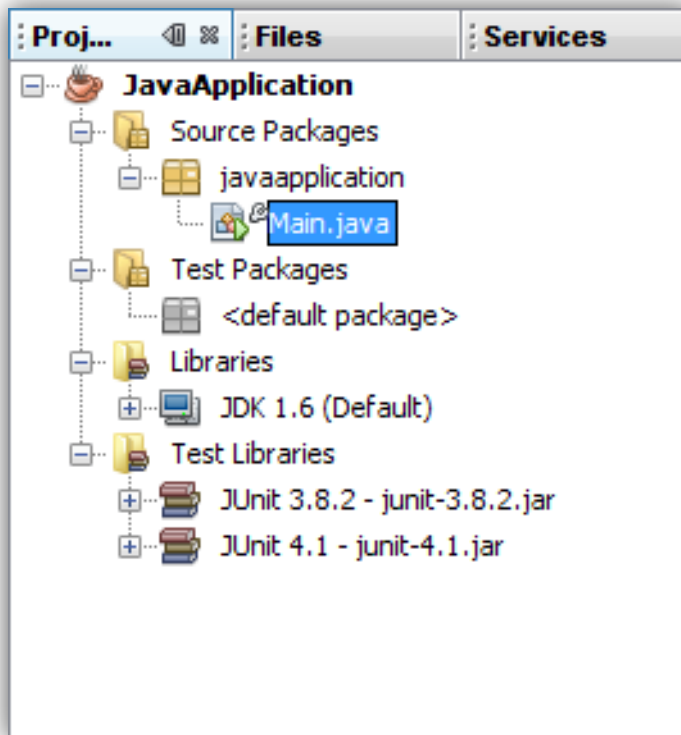 Proj... Files Services
JavaApplication
Source Packages
javaapplication
Main.java
Test Packages
<default package>
Libraries
JDK 1.6 (Default)
Test Libraries
JUnit 3.8.2 - junit-3.8.2.jar
JUnit 4.1 - junit-4.1.jar